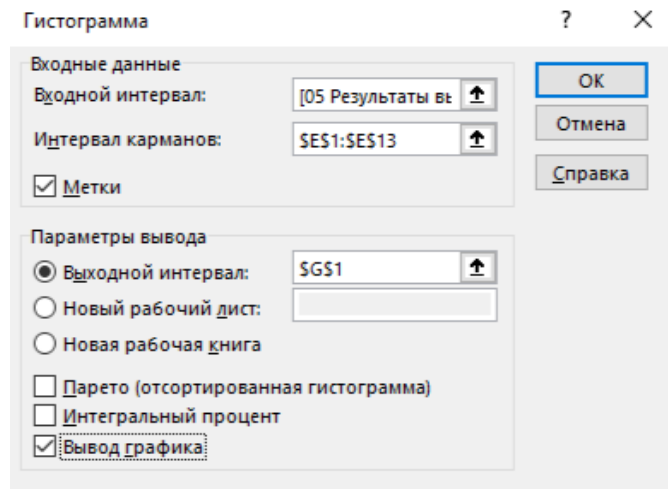 Гистограмма ? ×
Входные данные
Входной интервал: [05 Результаты вы
Интервал карманов: $E$1:$E$13
Метки
Параметры вывода
Выходной интервал: $G$1
Новый рабочий лист:
Новая рабочая книга
Парето (отсортированная гистограмма)
Интегральный процент
Вывод графика
ОК
Отмена
Справка